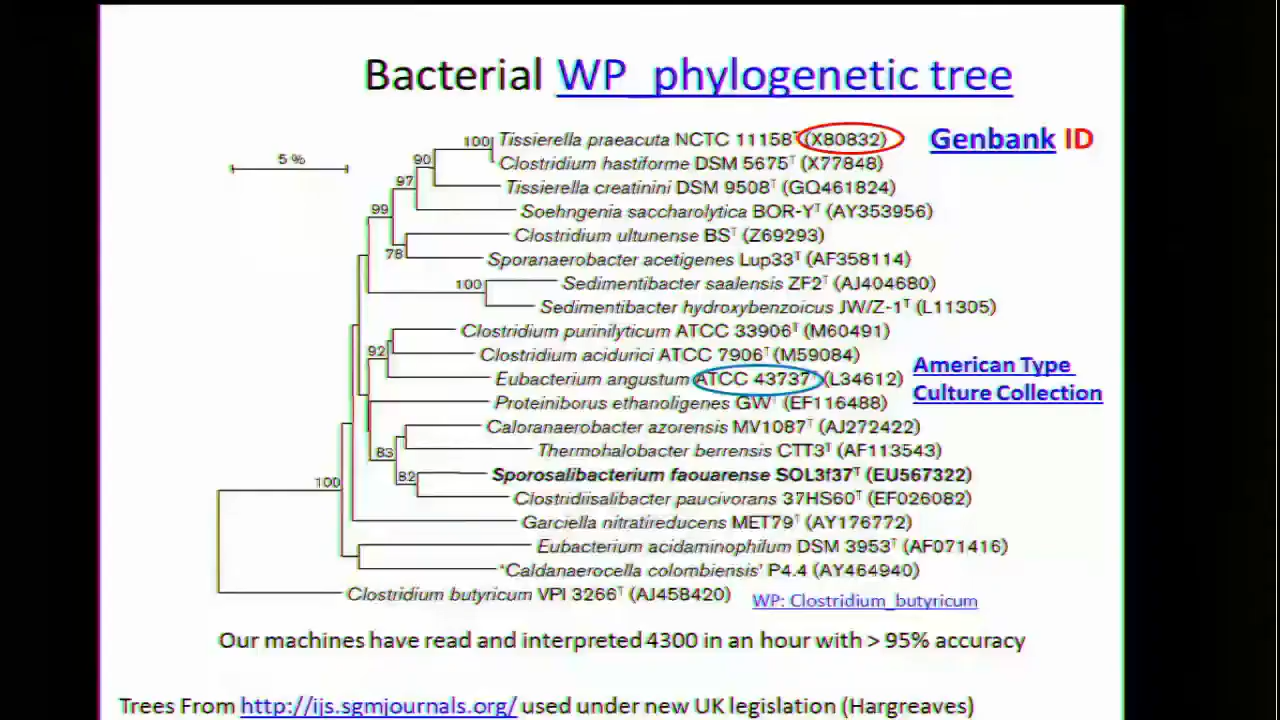 Bacterial WP_phylogenetic tree
5 %
100 Tissierella praeacuta NCTC 11158ᵀ (X80832)
Genbank ID
Clostridium hastiforme DSM 5675ᵀ (X77848)
90
Tissierella creatinini DSM 9508ᵀ (GQ461824)
97
Soehngenia saccharolytica BOR-Yᵀ (AY353956)
99
Clostridium ultunense BSᵀ (Z69293)
78
Sporanaerobacter acetigenes Lup33ᵀ (AF358114)
Sedimentibacter saalensis ZF2ᵀ (AJ404680)
100
Sedimentibacter hydroxybenzoicus JW/Z-1ᵀ (L11305)
Clostridium purinilyticum ATCC 33906ᵀ (M60491)
92
Clostridium acidurici ATCC 7906ᵀ (M59084)
Eubacterium angustum ATCC 43737ᵀ (L34612)
American Type
Culture Collection
Proteiniborus ethanoligenes GWᵀ (EF116488)
Caloranaerobacter azorensis MV1087ᵀ (AJ272422)
83
Thermohalobacter berrensis CTT3ᵀ (AF113543)
Sporosalibacterium faouarense SOL3f37ᵀ (EU567322)
82
Clostridiisalibacter paucivorans 37HS60ᵀ (EF026082)
100
Garciella nitratireducens MET79ᵀ (AY176772)
Eubacterium acidaminophilum DSM 3953ᵀ (AF071416)
'Caldanaerocella colombiensis' P4.4 (AY464940)
Clostridium butyricum VPI 3266ᵀ (AJ458420)
WP: Clostridium_butyricum
Our machines have read and interpreted 4300 in an hour with > 95% accuracy
Trees From http://ijs.sgmjournals.org/ used under new UK legislation (Hargreaves)